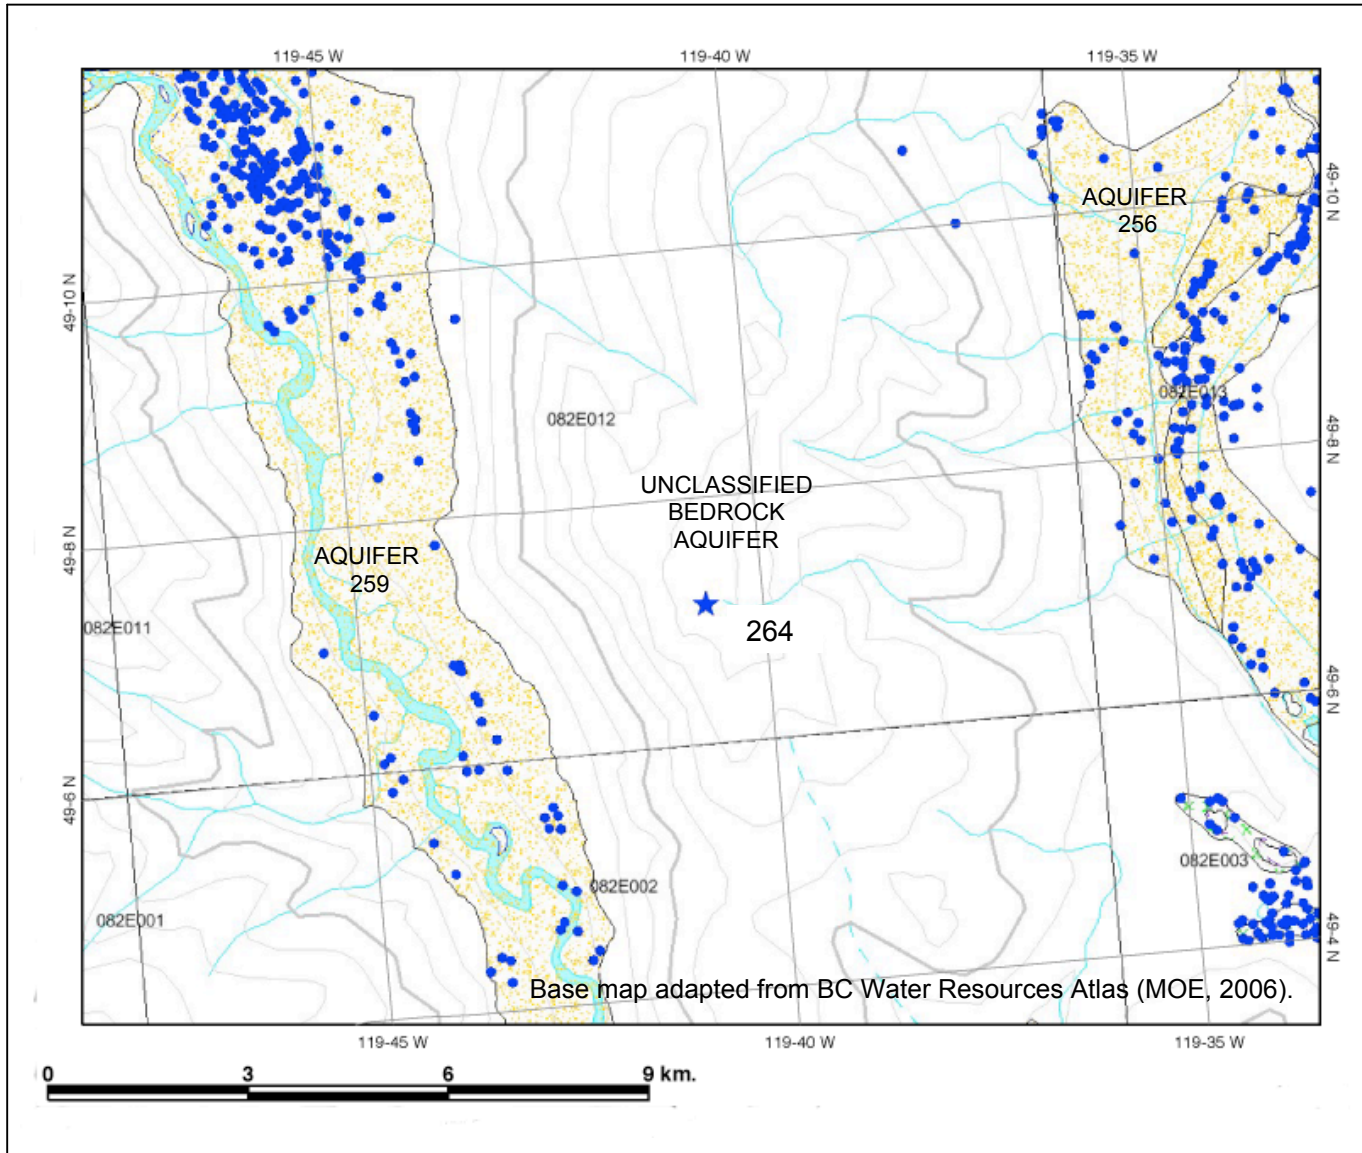 119-45 W
119-40 W
119-35 W
49-10 N
AQUIFER
256
49-10 N
082E013
082E012
49-8 N
UNCLASSIFIED
BEDROCK
AQUIFER
49-8 N
AQUIFER
259
264
082E011
49-6 N
49-6 N
082E003
082E002
082E001
49-4 N
Base map adapted from BC Water Resources Atlas (MOE, 2006).
119-45 W
119-40 W
119-35 W
0
3
6
9 km.